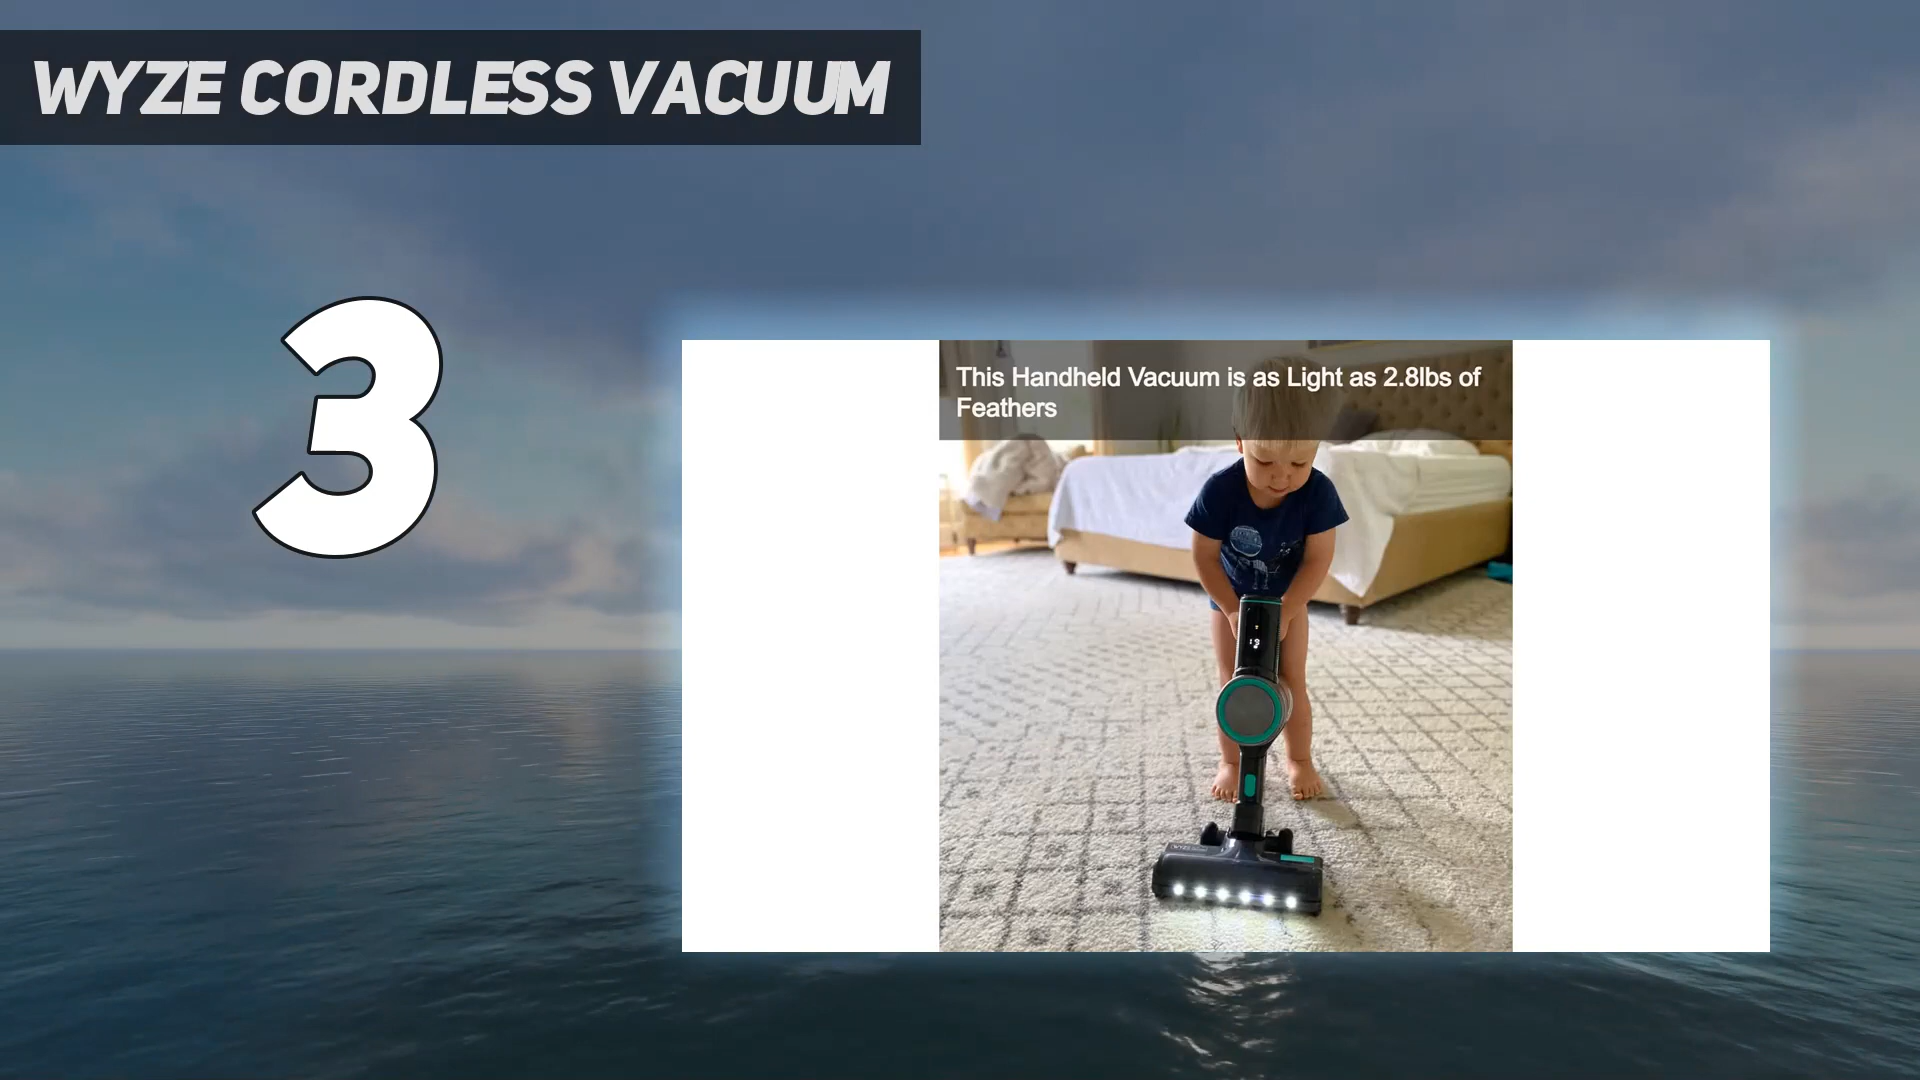 WYZE CORDLESS VACUUM
3
This Handheld Vacuum is as Light as 2.8lbs of
Feathers